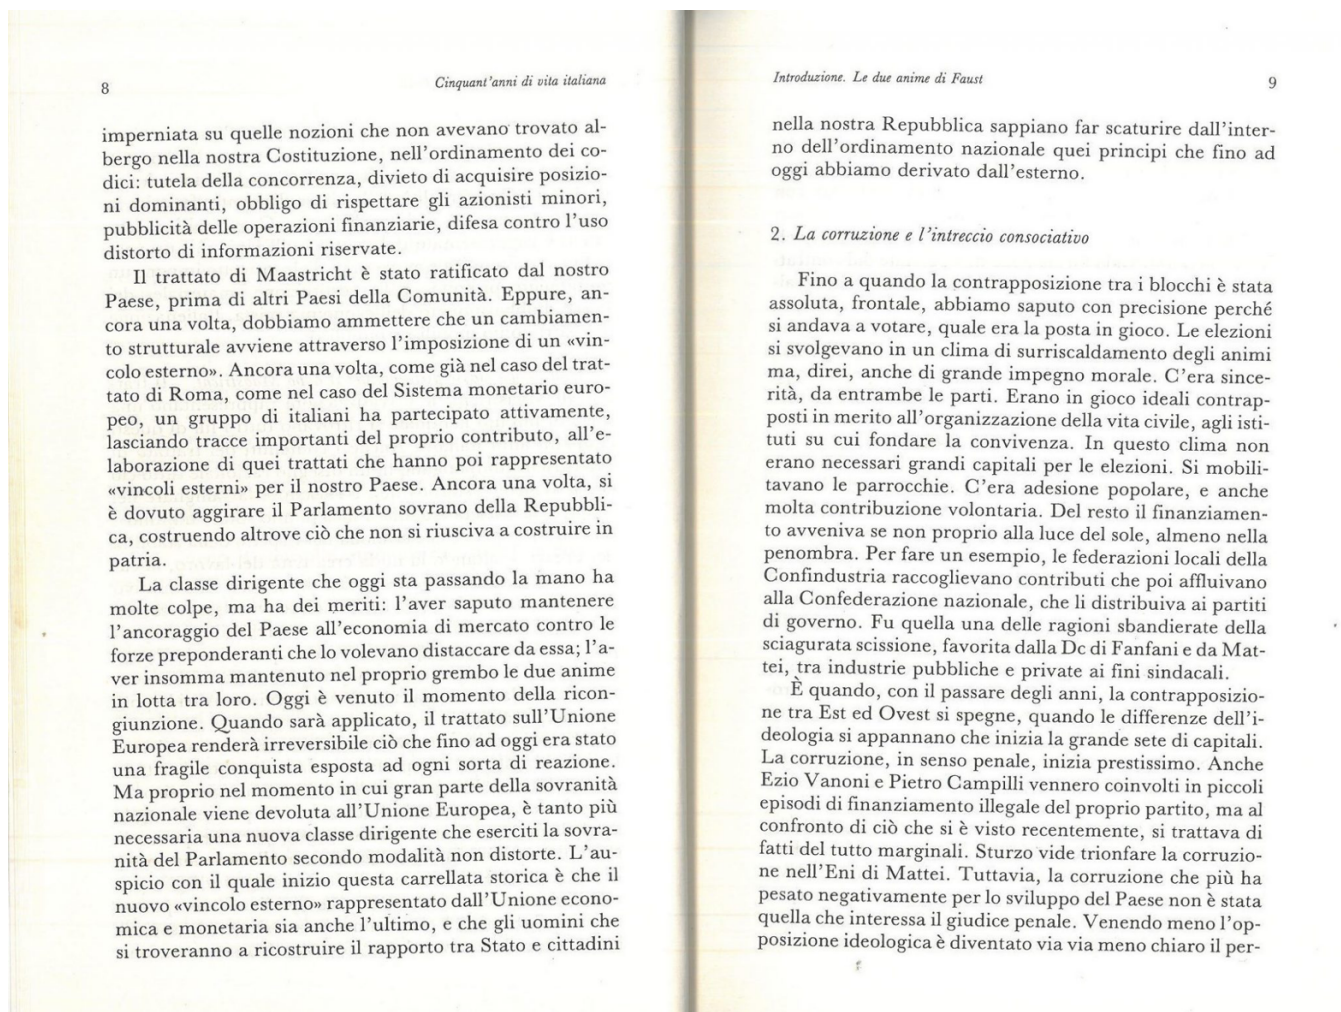 8
Cinquant'anni di vita italiana
imperniata su quelle nozioni che non avevano trovato al-
bergo nella nostra Costituzione, nell'ordinamento dei co-
dici: tutela della concorrenza, divieto di acquisire posizio-
ni dominanti, obbligo di rispettare gli azionisti minori,
pubblicità delle operazioni finanziarie, difesa contro l'uso
distorto di informazioni riservate.
Il trattato di Maastricht è stato ratificato dal nostro
Paese, prima di altri Paesi della Comunità. Eppure, an-
cora una volta, dobbiamo ammettere che un cambiamen-
to strutturale avviene attraverso l'imposizione di un «vin-
colo esterno». Ancora una volta, come già nel caso del trat-
tato di Roma, come nel caso del Sistema monetario euro-
peo, un gruppo di italiani ha partecipato attivamente,
lasciando tracce importanti del proprio contributo, all'e-
laborazione di quei trattati che hanno poi rappresentato
«vincoli esterni» per il nostro Paese. Ancora una volta, si
è dovuto aggirare il Parlamento sovrano della Repubbli-
ca, costruendo altrove ciò che non si riusciva a costruire in
patria.
La classe dirigente che oggi sta passando la mano ha
molte colpe, ma ha dei meriti: l'aver saputo mantenere
l'ancoraggio del Paese all'economia di mercato contro le
forze preponderanti che lo volevano distaccare da essa; l'a-
ver insomma mantenuto nel proprio grembo le due anime
in lotta tra loro. Oggi è venuto il momento della ricon-
giunzione. Quando sarà applicato, il trattato sull'Unione
Europea renderà irreversibile ciò che fino ad oggi era stato
una fragile conquista esposta ad ogni sorta di reazione.
Ma proprio nel momento in cui gran parte della sovranità
nazionale viene devoluta all'Unione Europea, è tanto più
necessaria una nuova classe dirigente che eserciti la sovra-
nità del Parlamento secondo modalità non distorte. L'au-
spicio con il quale inizio questa carrellata storica è che il
nuovo «vincolo esterno» rappresentato dall'Unione econo-
mica e monetaria sia anche l'ultimo, e che gli uomini che
si troveranno a ricostruire il rapporto tra Stato e cittadini
Introduzione. Le due anime di Faust
9
nella nostra Repubblica sappiano far scaturire dall'inter-
no dell'ordinamento nazionale quei principi che fino ad
oggi abbiamo derivato dall'esterno.
2. La corruzione e l'intreccio consociativo
Fino a quando la contrapposizione tra i blocchi è stata
assoluta, frontale, abbiamo saputo con precisione perché
si andava a votare, quale era la posta in gioco. Le elezioni
si svolgevano in un clima di surriscaldamento degli animi
ma, direi, anche di grande impegno morale. C'era since-
rità, da entrambe le parti. Erano in gioco ideali contrap-
posti in merito all'organizzazione della vita civile, agli isti-
tuti su cui fondare la convivenza. In questo clima non
erano necessari grandi capitali per le elezioni. Si mobili-
tavano le parrocchie. C'era adesione popolare, e anche
molta contribuzione volontaria. Del resto il finanziamen-
to avveniva se non proprio alla luce del sole, almeno nella
penombra. Per fare un esempio, le federazioni locali della
Confindustria raccoglievano contributi che poi affluivano
alla Confederazione nazionale, che li distribuiva ai partiti
di governo. Fu quella una delle ragioni sbandierate della
sciagurata scissione, favorita dalla Dc di Fanfani e da Mat-
tei, tra industrie pubbliche e private ai fini sindacali.
È quando, con il passare degli anni, la contrapposizio-
ne tra Est ed Ovest si spegne, quando le differenze dell'i-
deologia si appannano che inizia la grande sete di capitali.
La corruzione, in senso penale, inizia prestissimo. Anche
Ezio Vanoni e Pietro Campilli vennero coinvolti in piccoli
episodi di finanziamento illegale del proprio partito, ma al
confronto di ciò che si è visto recentemente, si trattava di
fatti del tutto marginali. Sturzo vide trionfare la corruzio-
ne nell'Eni di Mattei. Tuttavia, la corruzione che più ha
pesato negativamente per lo sviluppo del Paese non è stata
quella che interessa il giudice penale. Venendo meno l'op-
posizione ideologica è diventato via via meno chiaro il per-